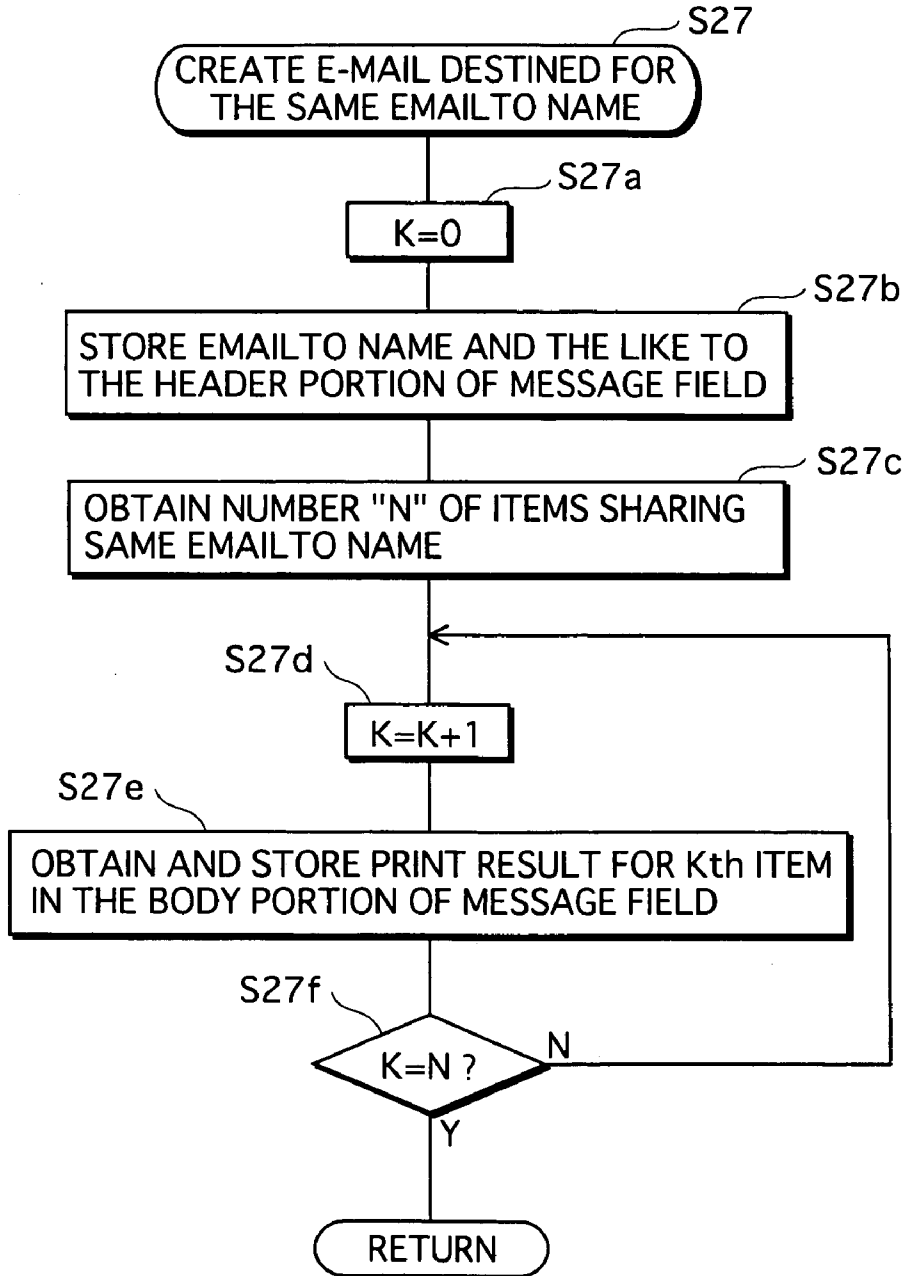 S27
CREATE E-MAIL DESTINED FOR
THE SAME EMAILTO NAME
S27a
K=0
S27b
STORE EMAILTO NAME AND THE LIKE TO
THE HEADER PORTION OF MESSAGE FIELD
S27c
OBTAIN NUMBER "N" OF ITEMS SHARING
SAME EMAILTO NAME
S27d
K=K+1
S27e
OBTAIN AND STORE PRINT RESULT FOR Kth ITEM
IN THE BODY PORTION OF MESSAGE FIELD
S27f
K=N ?
N
Y
RETURN